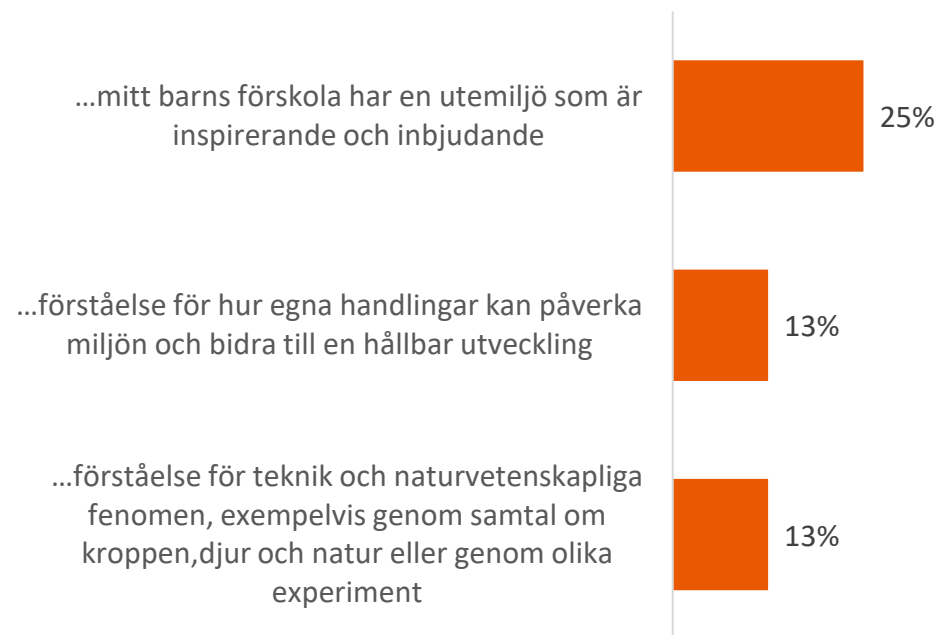 ...mitt barns förskola har en utemiljö som är
inspirerande och inbjudande
25%
...förståelse för hur egna handlingar kan påverka
miljön och bidra till en hållbar utveckling
13%
...förståelse för teknik och naturvetenskapliga
fenomen, exempelvis genom samtal om
kroppen,djur och natur eller genom olika
experiment
13%